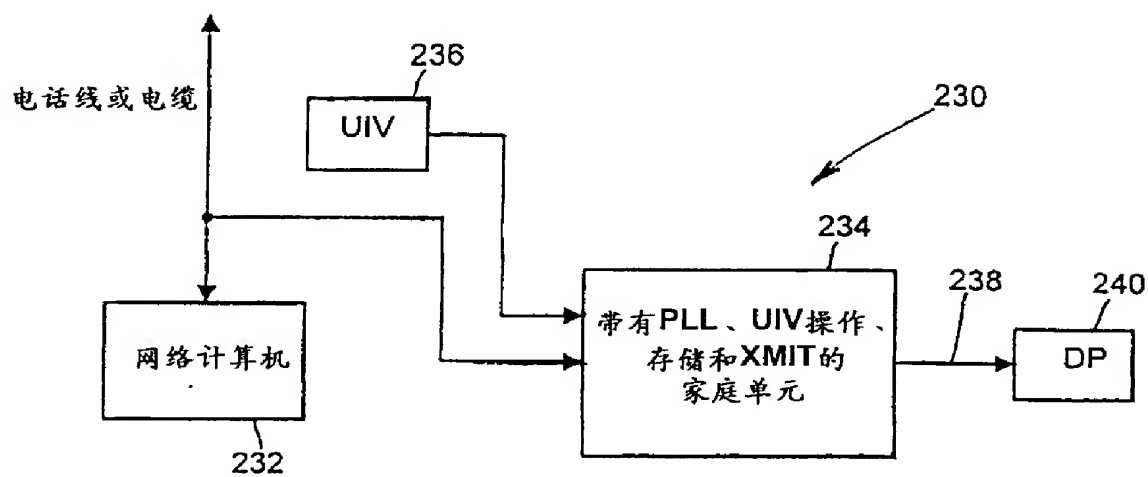 电话线或电缆
236
UIV
230
234
网络计算机
232
带有PLL、UIV操作、
存储和XMIT的
家庭单元
238
240
DP